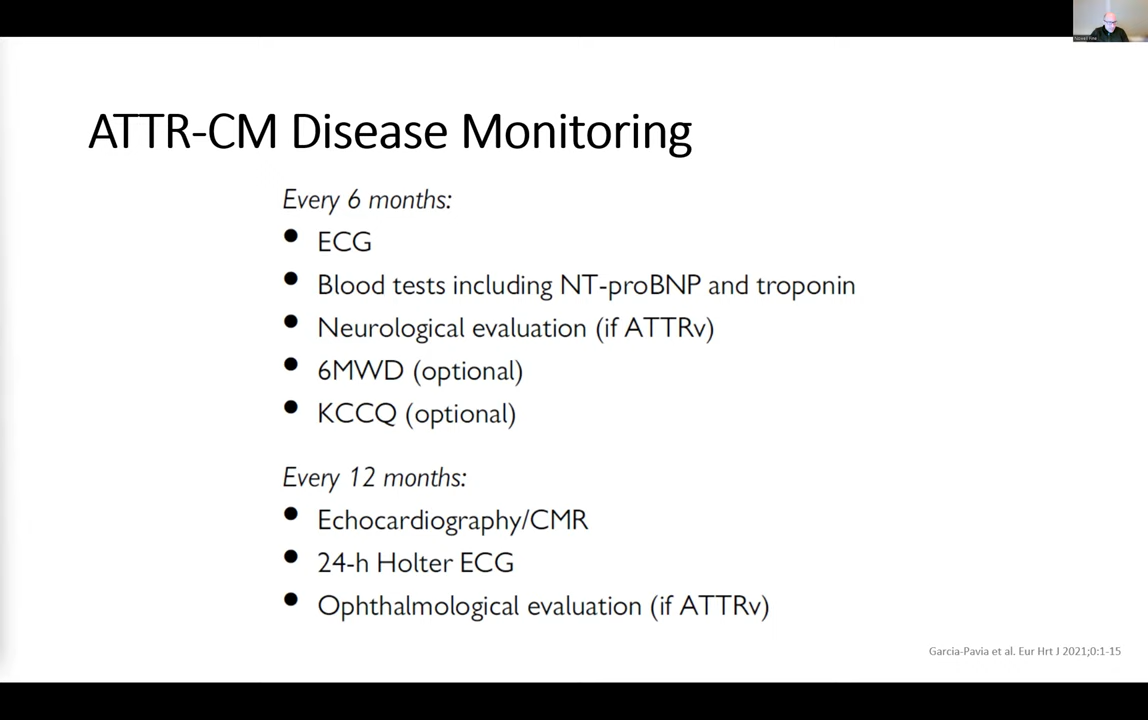 ATTR-CM Disease Monitoring
Every 6 months:
• ECG
• Blood tests including NT-proBNP and troponin
• Neurological evaluation (if ATTRv)
• 6MWD (optional)
• KCCQ (optional)
Every 12 months:
• Echocardiography/CMR
• 24-h Holter ECG
• Ophthalmological evaluation (if ATTRv)
Garcia-Pavia et al. Eur Hrt J 2021;0:1-15